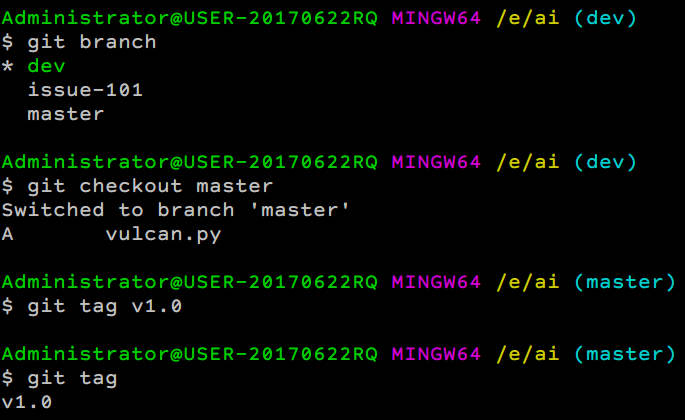 Administrator@USER-20170622RQ MINGW64 /e/ai (dev)
$ git branch
* dev
  issue-101
  master

Administrator@USER-20170622RQ MINGW64 /e/ai (dev)
$ git checkout master
Switched to branch 'master'
A       vulcan.py

Administrator@USER-20170622RQ MINGW64 /e/ai (master)
$ git tag v1.0

Administrator@USER-20170622RQ MINGW64 /e/ai (master)
$ git tag
v1.0